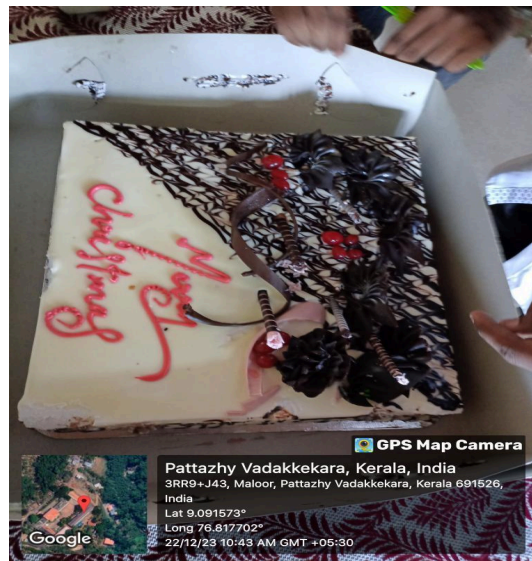 Merry
Christmas
GPS Map Camera
Pattazhy Vadakkekara, Kerala, India
3RR9+J43, Maloor, Pattazhy Vadakkekara, Kerala 691526,
India
Lat 9.091573°
Long 76.817702°
22/12/23 10:43 AM GMT +05:30
Google